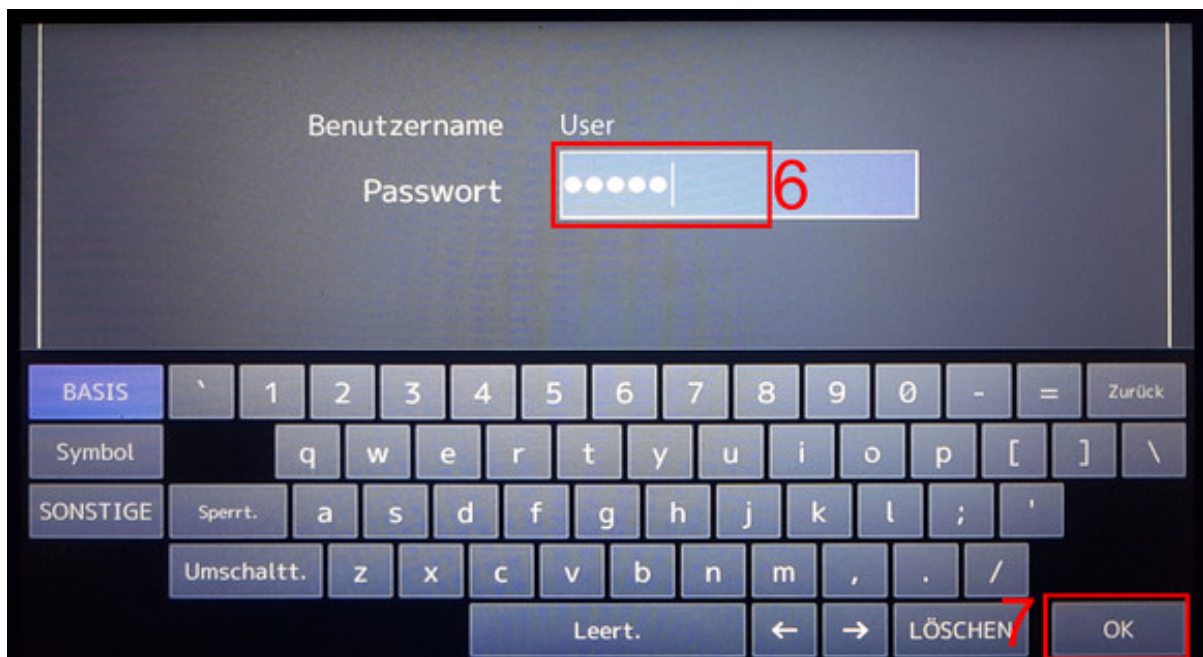 Benutzername User
Passwort ●●●●● 6
BASIS ` 1 2 3 4 5 6 7 8 9 0 - = Zurück
Symbol q w e r t y u i o p [ ] \
SONSTIGE Sperrt. a s d f g h j k l ; '
Umschaltt. z x c v b n m , . /
Leert. ← → LÖSCHEN 7 OK